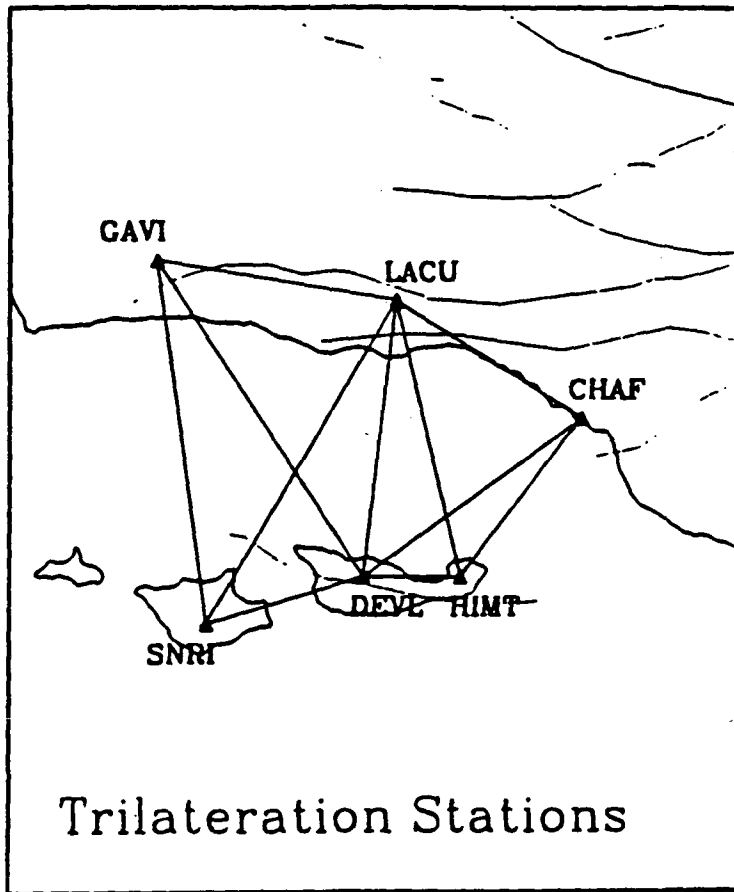 GAVI
LACU
CHAF
DEVL HIMT
SNRI
Trilateration Stations